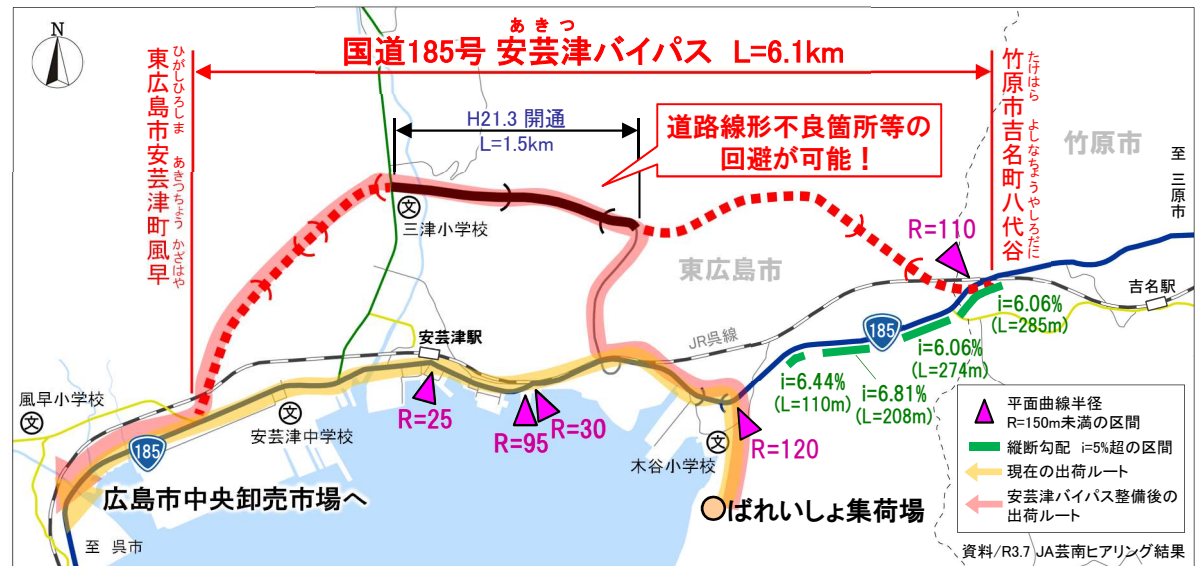 N
あきつ
国道185号 安芸津バイパス L=6.1km
東広島市安芸津町風早
ひがしひろしま あきつちょう かざはや
竹原市吉名町八代谷
たけはら よしなちょうやしろだに
H21.3 開通
L=1.5km
道路線形不良箇所等の
回避が可能！
竹原市
至 三原市
文
三津小学校
東広島市
R=110
吉名駅
JR呉線
185
i=6.06%
(L=285m)
i=6.06%
(L=274m)
i=6.44%
(L=110m)
i=6.81%
(L=208m)
安芸津駅
風早小学校
文
185
文
安芸津中学校
R=25
R=95
R=30
R=120
木谷小学校
文
広島市中央卸売市場へ
至 呉市
ばれいしょ集荷場
平面曲線半径
R=150m未満の区間
縦断勾配 i=5%超の区間
現在の出荷ルート
安芸津バイパス整備後の
出荷ルート
資料/R3.7 JA芸南ヒアリング結果